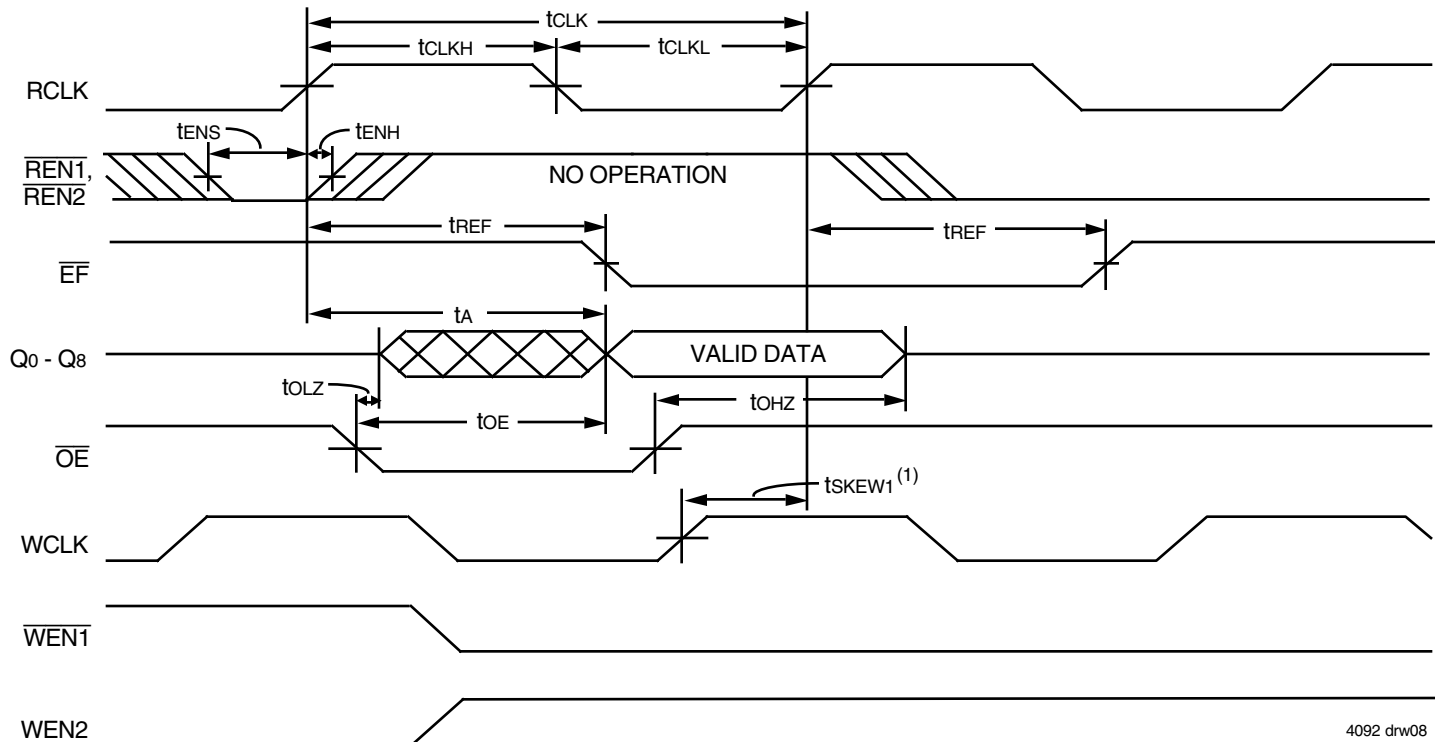 tCLK
tCLKH
tCLKL
RCLK
tENS
tENH
REN1,
REN2
NO OPERATION
tREF
tREF
EF
tA
Q0 - Q8
VALID DATA
tOLZ
tOHZ
tOE
OE
tSKEW1 (1)
WCLK
WEN1
WEN2
4092 drw08